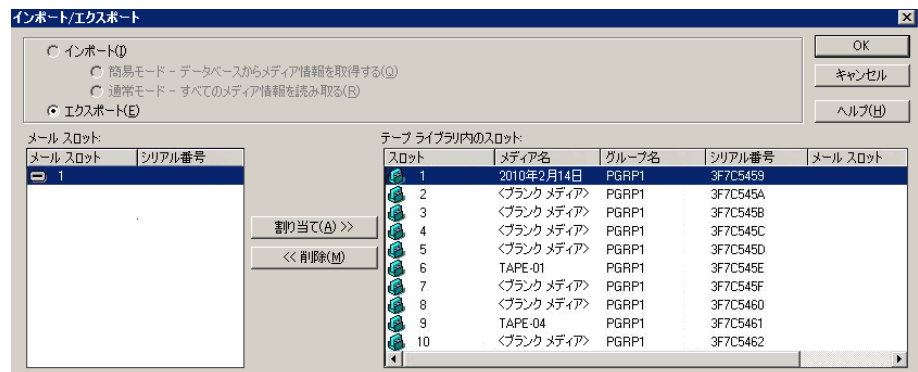 インポート/エクスポート
インポート(I)
簡易モード - データベースからメディア情報を取得する(Q)
通常モード - すべてのメディア情報を読み取る(R)
エクスポート(E)
OK
キャンセル
ヘルプ(H)
メール スロット:
メール スロット シリアル番号
1
割り当て(A) >>
<< 削除(M)
テープ ライブラリ内のスロット:
スロット メディア名 グループ名 シリアル番号 メール スロット
1 2010年2月14日 PGRP1 3F7C5459
2 <ブランク メディア> PGRP1 3F7C545A
3 <ブランク メディア> PGRP1 3F7C545B
4 <ブランク メディア> PGRP1 3F7C545C
5 <ブランク メディア> PGRP1 3F7C545D
6 TAPE-01 PGRP1 3F7C545E
7 <ブランク メディア> PGRP1 3F7C545F
8 <ブランク メディア> PGRP1 3F7C5460
9 TAPE-04 PGRP1 3F7C5461
10 <ブランク メディア> PGRP1 3F7C5462